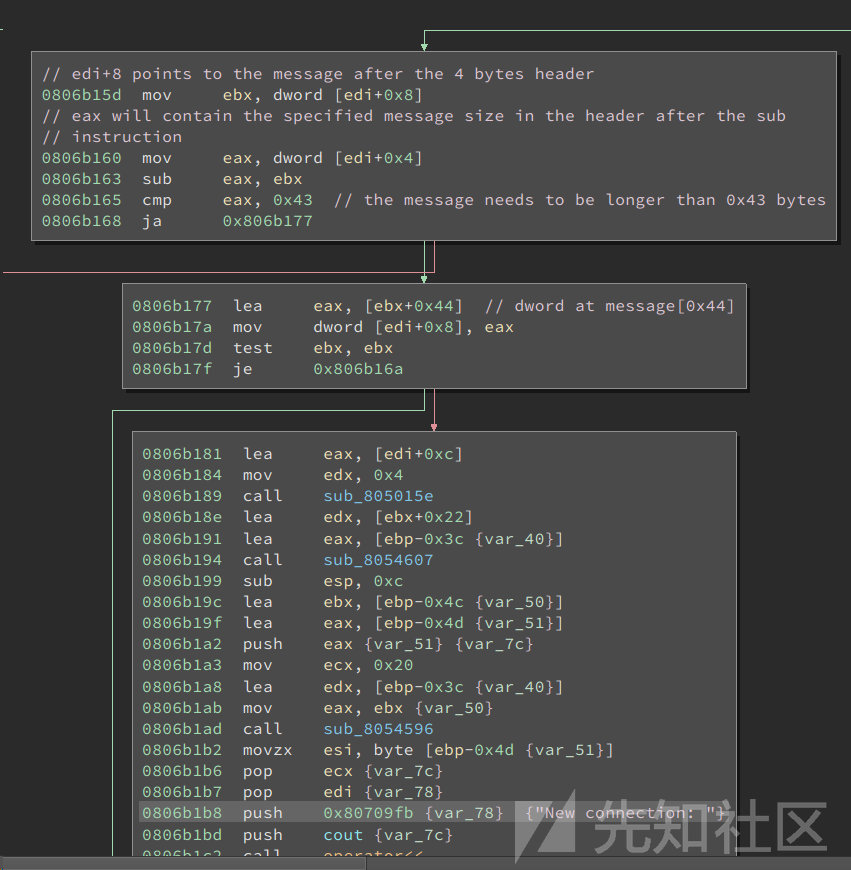 // edi+8 points to the message after the 4 bytes header
0806b15d mov ebx, dword [edi+0x8]
// eax will contain the specified message size in the header after the sub
// instruction
0806b160 mov eax, dword [edi+0x4]
0806b163 sub eax, ebx
0806b165 cmp eax, 0x43 // the message needs to be longer than 0x43 bytes
0806b168 ja 0x806b177
0806b177 lea eax, [ebx+0x44] // dword at message[0x44]
0806b17a mov dword [edi+0x8], eax
0806b17d test ebx, ebx
0806b17f je 0x806b16a
0806b181 lea eax, [edi+0xc]
0806b184 mov edx, 0x4
0806b189 call sub_805015e
0806b18e lea edx, [ebx+0x22]
0806b191 lea eax, [ebp-0x3c {var_40}]
0806b194 call sub_8054607
0806b199 sub esp, 0xc
0806b19c lea ebx, [ebp-0x4c {var_50}]
0806b19f lea eax, [ebp-0x4d {var_51}]
0806b1a2 push eax {var_51} {var_7c}
0806b1a3 mov ecx, 0x20
0806b1a8 lea edx, [ebp-0x3c {var_40}]
0806b1ab mov eax, ebx {var_50}
0806b1ad call sub_8054596
0806b1b2 movzx esi, byte [ebp-0x4d {var_51}]
0806b1b6 pop ecx {var_7c}
0806b1b7 pop edi {var_78}
0806b1b8 push 0x80709fb {var_78} {"New connection: "}
0806b1bd push cout {var_7c}
0806b1c2 call operator<<
先知社区